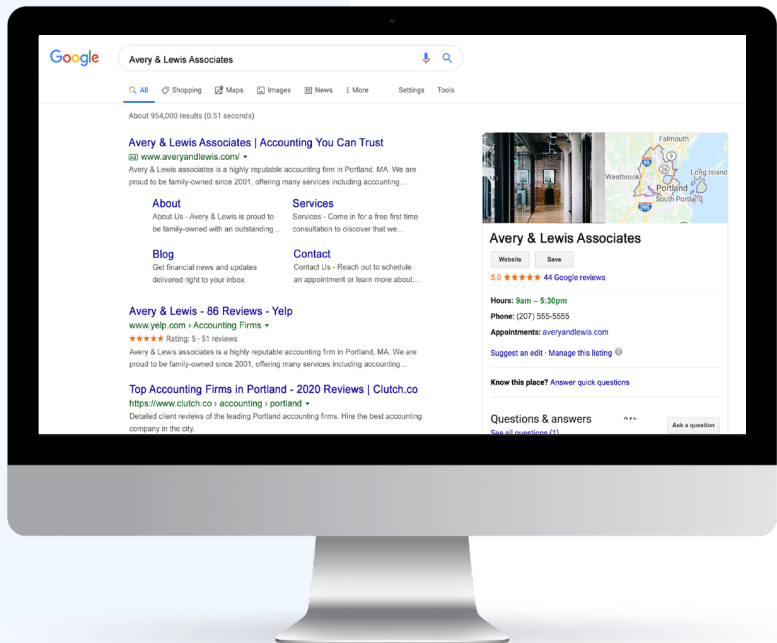 Google
Avery & Lewis Associates
All Shopping Maps Images News More Settings Tools
About 954,000 results (0.51 seconds)
Avery & Lewis Associates | Accounting You Can Trust
Ad www.averyandlewis.com/
Avery & Lewis associates is a highly reputable accounting firm in Portland, MA. We are
proud to be family-owned since 2001, offering many services including accounting...
About
About Us - Avery & Lewis is proud to
be family-owned with an outstanding...
Services
Services - Come in for a free first time
consultation to discover that we...
Blog
Get financial news and updates
delivered right to your inbox.
Contact
Contact Us - Reach out to schedule
an appointment or learn more about...
Avery & Lewis - 86 Reviews - Yelp
www.yelp.com › Accounting Firms
★★★★★ Rating: 5 - 51 reviews
Avery & Lewis associates is a highly reputable accounting firm in Portland, MA. We are
proud to be family-owned since 2001, offering many services including accounting...
Top Accounting Firms in Portland - 2020 Reviews | Clutch.co
https://www.clutch.co › accounting › portland
Detailed client reviews of the leading Portland accounting firms. Hire the best accounting
company in the city.
Falmouth
95
9
26
Westbrook
Long Island
Portland
South Portland
295
Avery & Lewis Associates
Website Save
5.0 ★★★★★ 44 Google reviews
Hours: 9am – 5:30pm
Phone: (207) 555-5555
Appointments: averyandlewis.com
Suggest an edit · Manage this listing
Know this place? Answer quick questions
Questions & answers
See all questions (1)
Ask a question